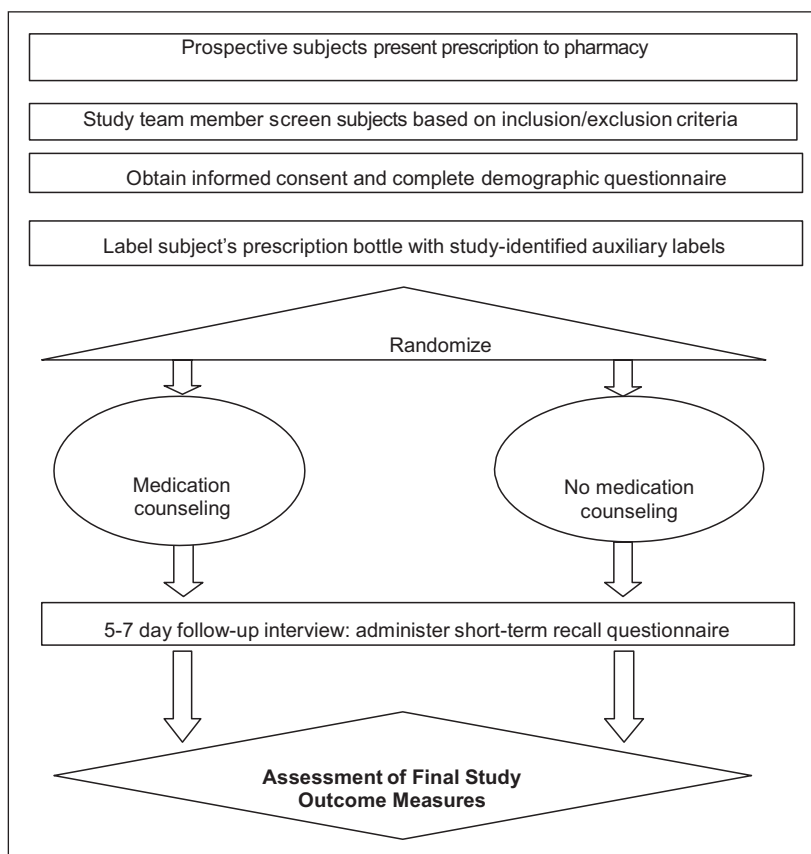 Prospective subjects present prescription to pharmacy
Study team member screen subjects based on inclusion/exclusion criteria
Obtain informed consent and complete demographic questionnaire
Label subject’s prescription bottle with study-identified auxiliary labels
Randomize
Medication
counseling
No medication
counseling
5-7 day follow-up interview: administer short-term recall questionnaire
Assessment of Final Study
Outcome Measures